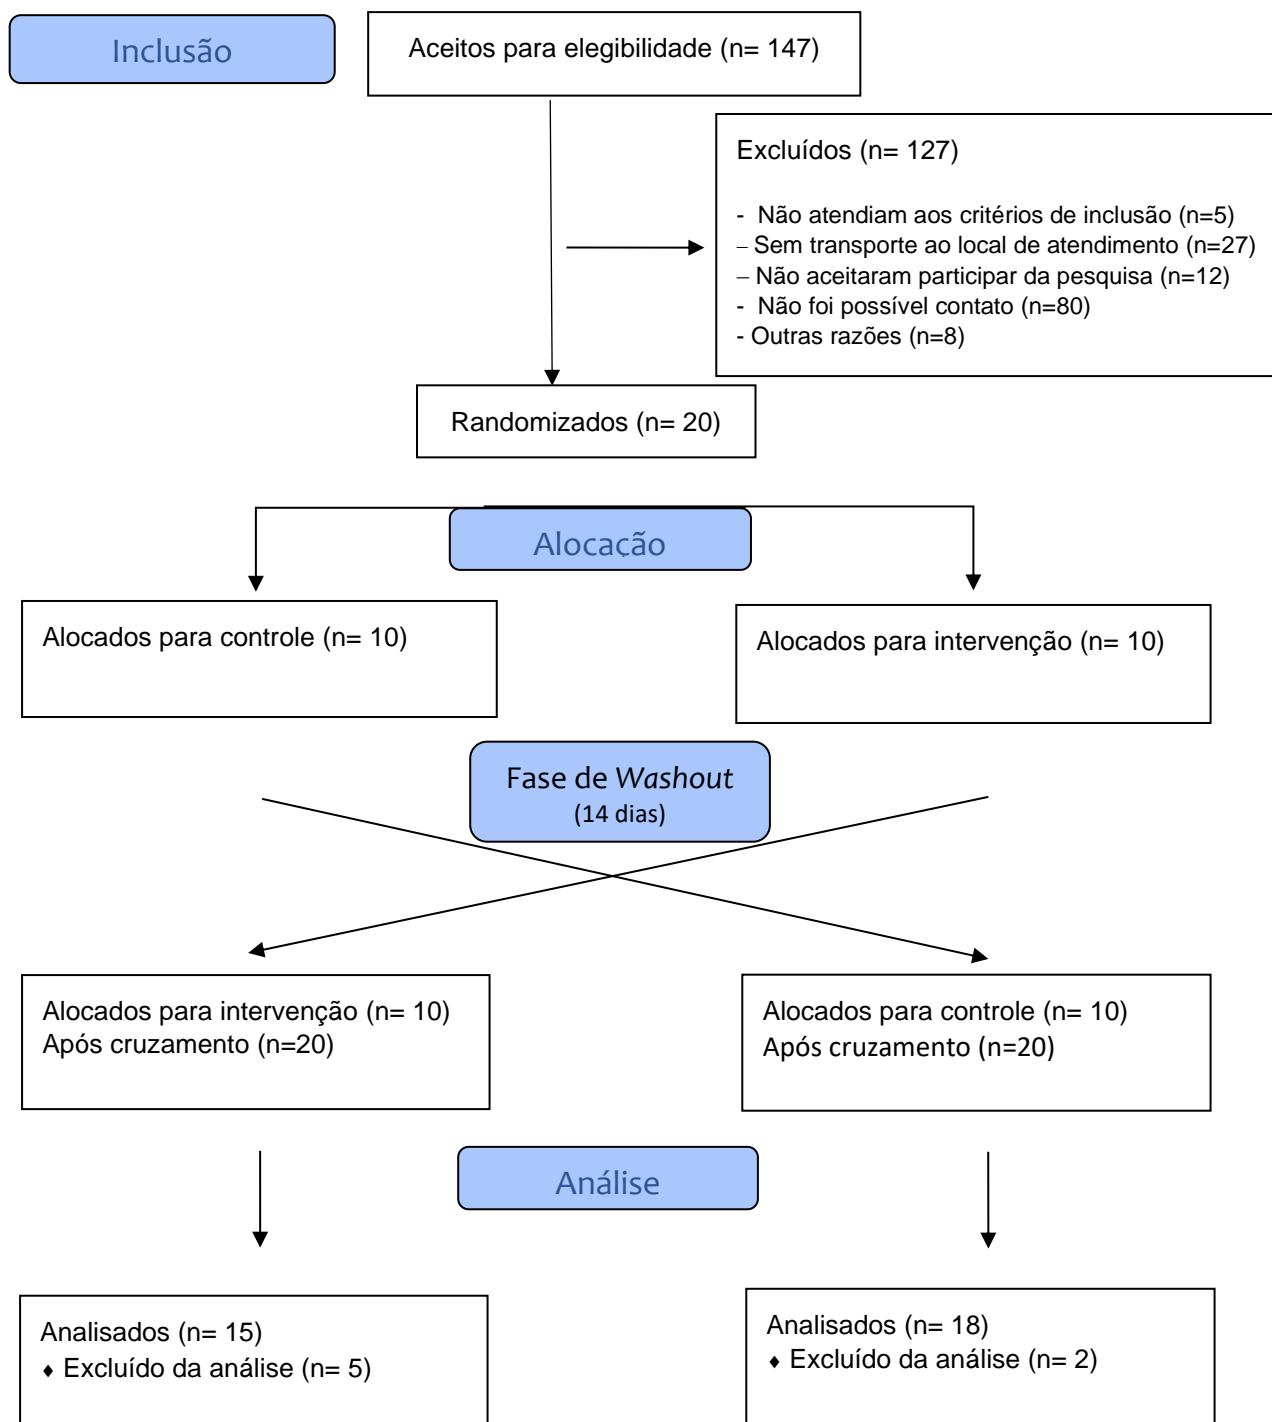 Inclusão
Aceitos para elegibilidade (n= 147)
Excluídos (n= 127)
- Não atendiam aos critérios de inclusão (n=5)
– Sem transporte ao local de atendimento (n=27)
– Não aceitaram participar da pesquisa (n=12)
- Não foi possível contato (n=80)
- Outras razões (n=8)
Randomizados (n= 20)
Alocação
Alocados para controle (n= 10)
Alocados para intervenção (n= 10)
Fase de Washout
(14 dias)
Alocados para intervenção (n= 10)
Após cruzamento (n=20)
Alocados para controle (n= 10)
Após cruzamento (n=20)
Análise
Analisados (n= 15)
♦ Excluído da análise (n= 5)
Analisados (n= 18)
♦ Excluído da análise (n= 2)